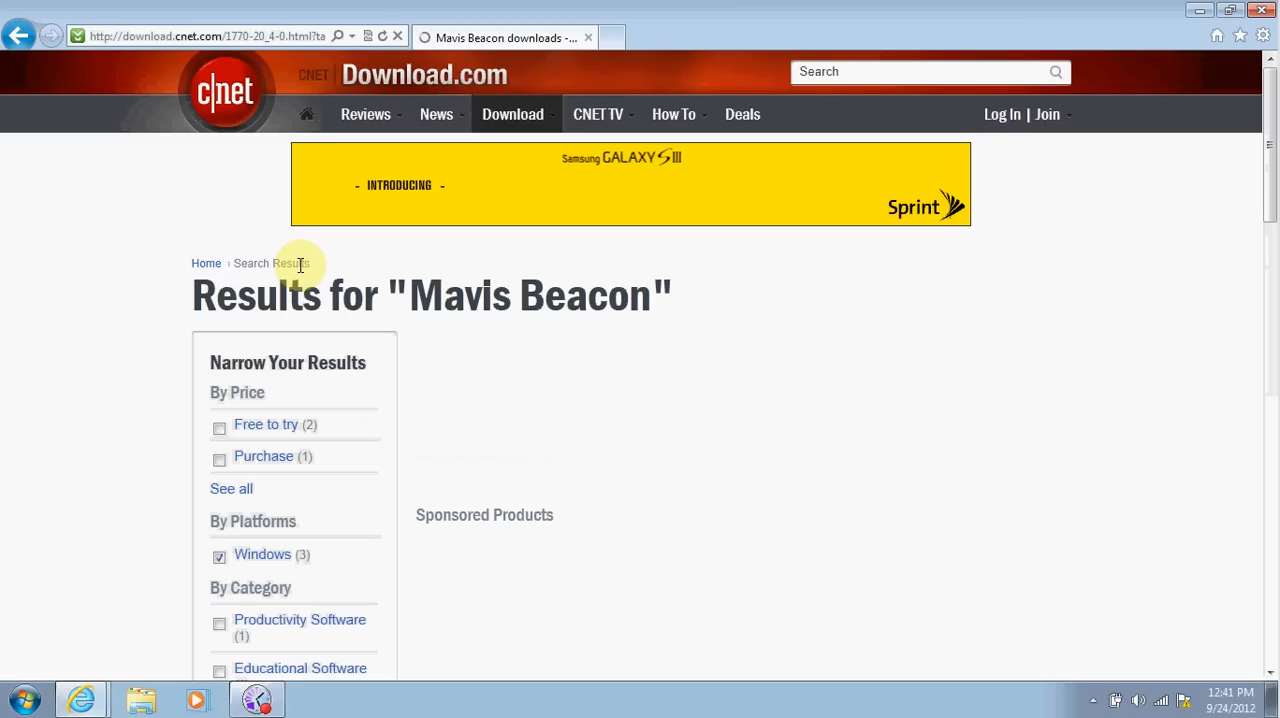 http://download.cnet.com/1770-20_4-0.html?ta
Mavis Beacon downloads -...
c|net
CNET
Download.com
Search
Reviews
News
Download
CNET TV
How To
Deals
Log In | Join
Samsung GALAXY S III
- INTRODUCING -
Sprint
Home › Search Results
Results for "Mavis Beacon"
Narrow Your Results
By Price
Free to try (2)
Purchase (1)
See all
Sponsored Products
By Platforms
Windows (3)
By Category
Productivity Software
(1)
Educational Software
12:41 PM
9/24/2012